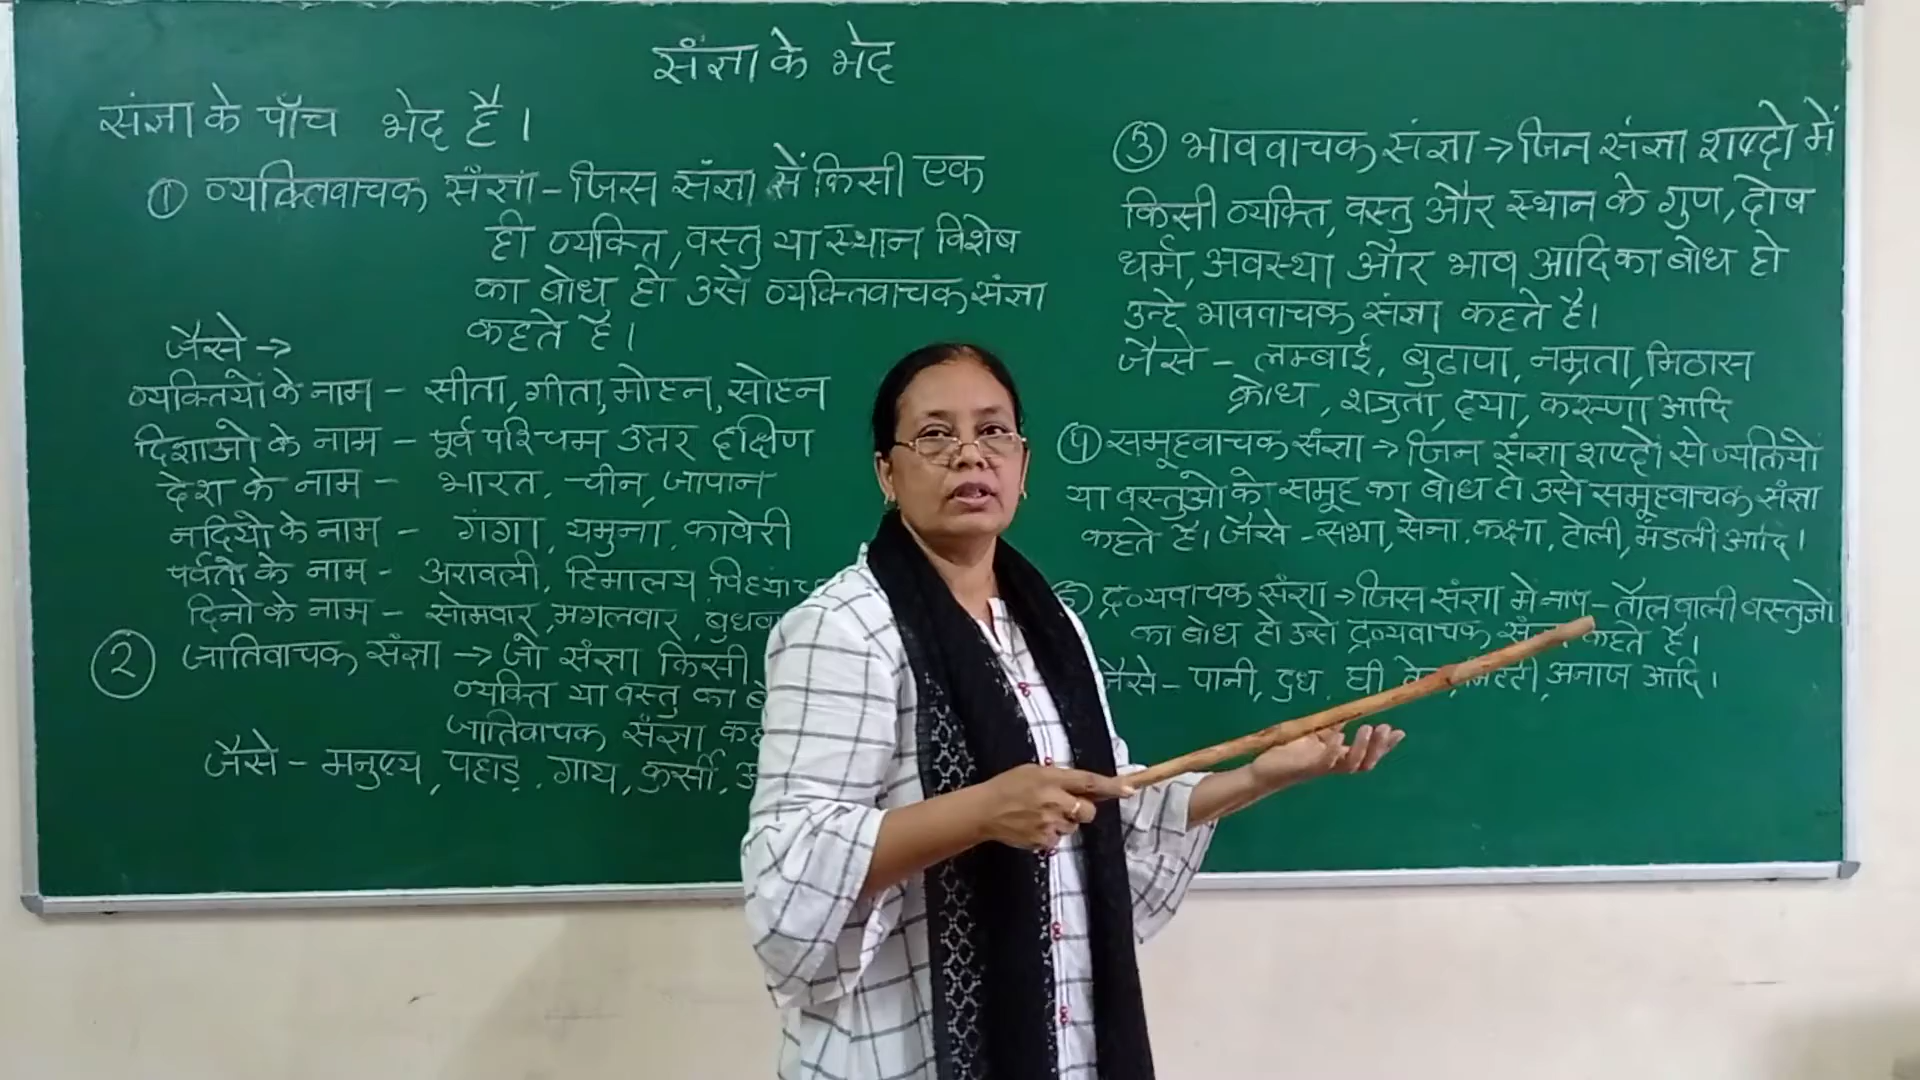 संज्ञा के भेद
संज्ञा के पाँच भेद है।
① व्यक्तिवाचक संज्ञा - जिस संज्ञा से किसी एक
ही व्यक्ति, वस्तु या स्थान विशेष
का बोध हो उसे व्यक्तिवाचक संज्ञा
कहते है।
जैसे →
व्यक्तियों के नाम - सीता, गीता, मोहन, सोहन
दिशाओ के नाम - पूर्व पश्चिम उतर दक्षिण
देश के नाम - भारत, चीन, जापान
नदियो के नाम - गंगा, यमुना, कावेरी
पर्वतो के नाम - अरावली, हिमालय,
दिनो के नाम - सोमवार, मगलवार,
② जातिवाचक संज्ञा → जो संज्ञा किसी
व्यक्ति या वस्तु का
जातिवाचक संज्ञा
जैसे - मनुष्य, पहाड़, गाय, कुर्सी,
③ भाववाचक संज्ञा → जिन संज्ञा शब्दो में
किसी व्यक्ति, वस्तु और स्थान के गुण, दोष
धर्म, अवस्था और भाव आदि का बोध हो
उन्हे भाववाचक संज्ञा कहते है।
जैसे - लम्बाई, बुढापा, नम्रता, मिठास
क्रोध, शत्रुता, दया, करुणा आदि
④ समूहवाचक संज्ञा → जिन संज्ञा शब्दो से व्यक्तियो
या वस्तुओ के समूह का बोध हो उसे समूहवाचक संज्ञा
कहते है। जैसे - सभा, सेना, कक्षा, टोली, मंडली आदि।
द्रव्यवाचक संज्ञा → जिस संज्ञा में नाप - तौल वाली वस्तुओ
का बोध हो उसे द्रव्यवाचक कहते है।
जैसे - पानी, दुध, घी, अनाज आदि।